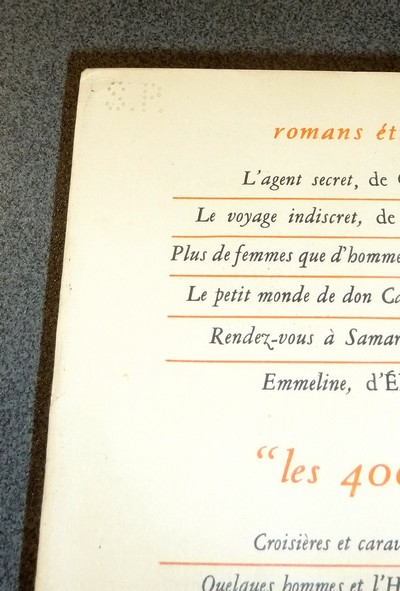 S.P.
romans ét
L'agent secret, de
Le voyage indiscret, de
Plus de femmes que d'homme
Le petit monde de don Ca
Rendez-vous à Samar
Emmeline, d'É
"les 40
Croisières et carav
Quelques hommes et l'H